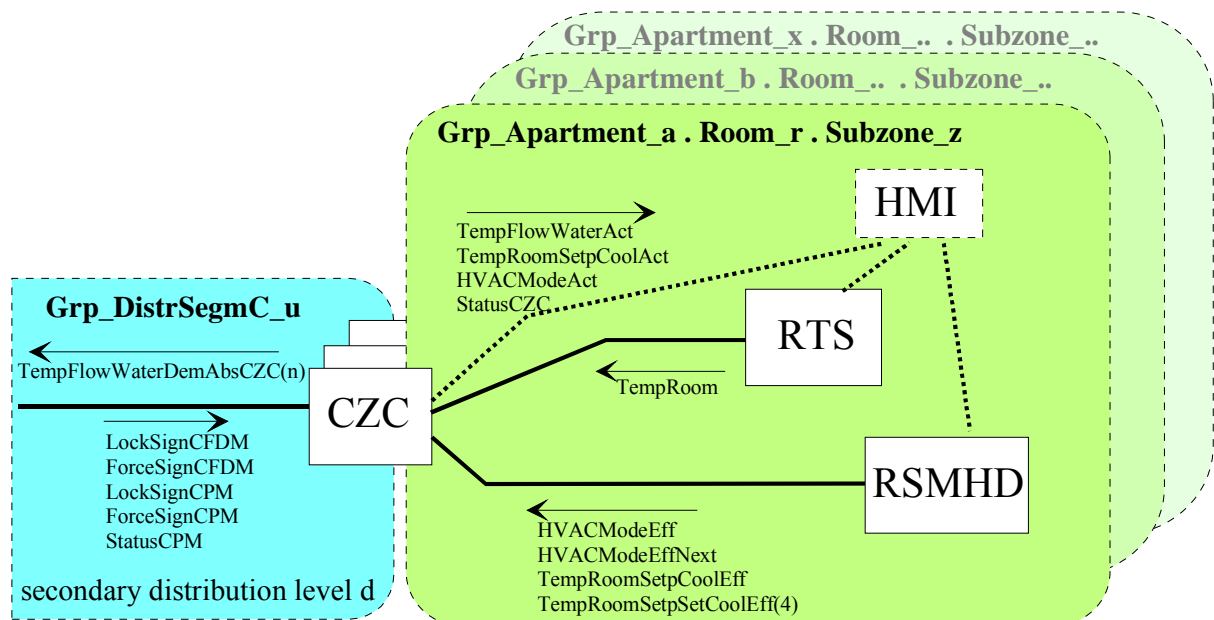 Grp_Apartment_x . Room_.. . Subzone_..
Grp_Apartment_b . Room_.. . Subzone_..
Grp_Apartment_a . Room_r . Subzone_z
HMI
TempFlowWaterAct
TempRoomSetpCoolAct
HVACModeAct
StatusCZC
Grp_DistrSegmC_u
RTS
TempFlowWaterDemAbsCZC(n)
TempRoom
CZC
LockSignCFDM
ForceSignCFDM
LockSignCPM
ForceSignCPM
StatusCPM
RSMHD
HVACModeEff
HVACModeEffNext
TempRoomSetpCoolEff
TempRoomSetpSetCoolEff(4)
secondary distribution level d